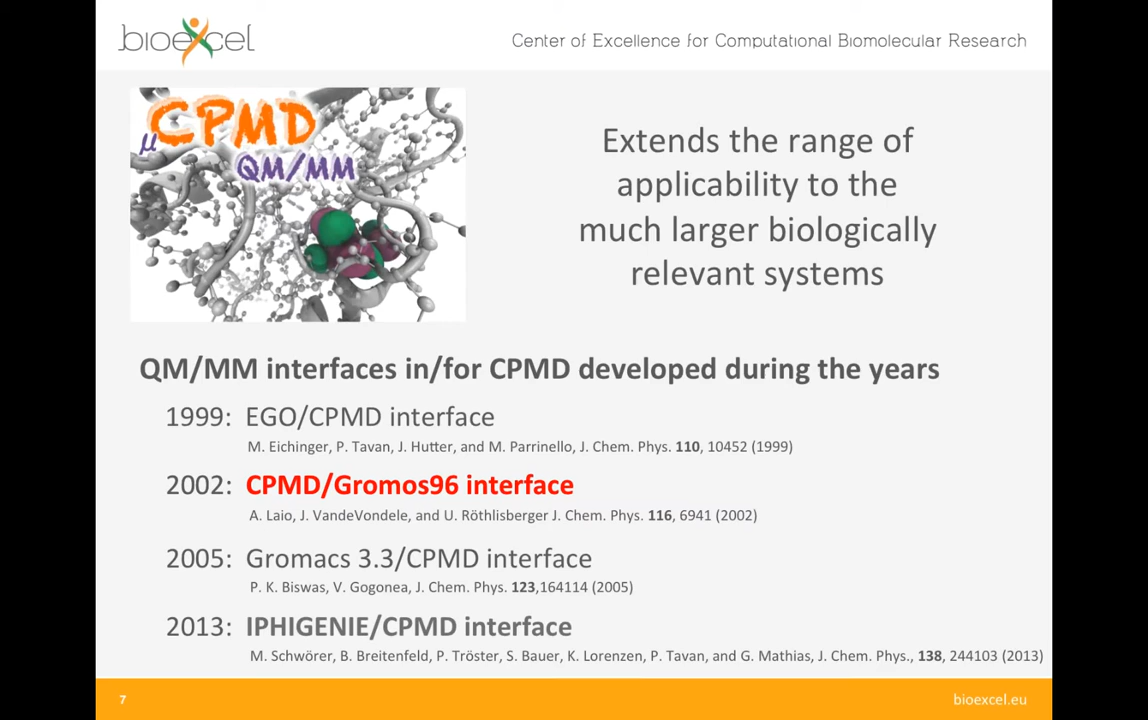 bioexcel
Center of Excellence for Computational Biomolecular Research
μ
CPMD
QM/MM
Extends the range of
applicability to the
much larger biologically
relevant systems
QM/MM interfaces in/for CPMD developed during the years
1999: EGO/CPMD interface
M. Eichinger, P. Tavan, J. Hutter, and M. Parrinello, J. Chem. Phys. 110, 10452 (1999)
2002: CPMD/Gromos96 interface
A. Laio, J. VandeVondele, and U. Röthlisberger J. Chem. Phys. 116, 6941 (2002)
2005: Gromacs 3.3/CPMD interface
P. K. Biswas, V. Gogonea, J. Chem. Phys. 123,164114 (2005)
2013: IPHIGENIE/CPMD interface
M. Schwörer, B. Breitenfeld, P. Tröster, S. Bauer, K. Lorenzen, P. Tavan, and G. Mathias, J. Chem. Phys., 138, 244103 (2013)
7
bioexcel.eu